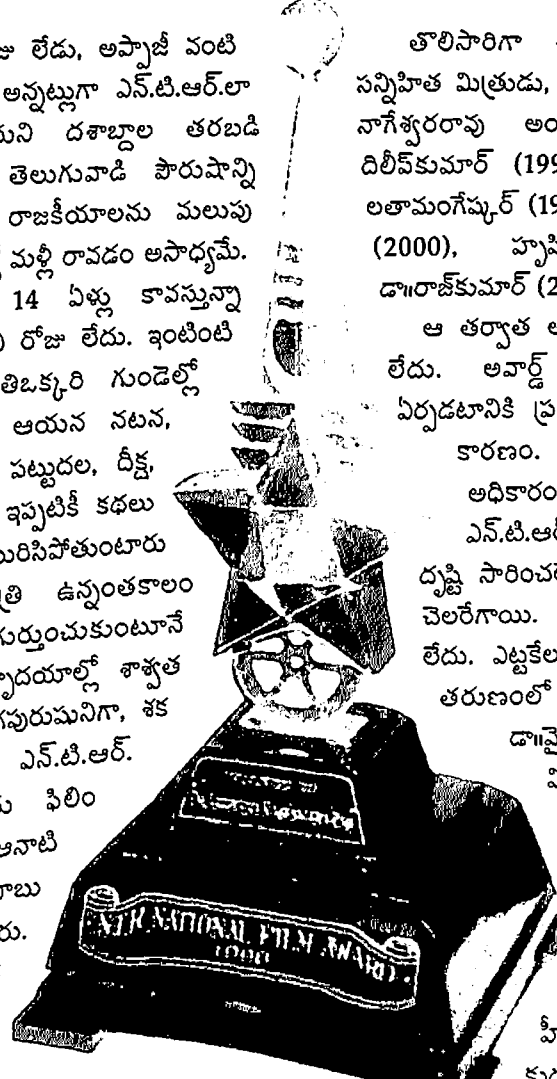 జు లేడు, అప్పాజీ వంటి
అన్నట్లుగా ఎన్.టి.ఆర్.లా
దశాబ్దాల తరబడి
తెలుగువాడి పౌరుషాన్ని
రాజకీయాలను మలుపు
మళ్లీ రావడం అసాధ్యమే.
14 ఏళ్లు కావస్తున్నా
రోజు లేదు. ఇంటింటి
తిఒక్కరి గుండెల్లో
ఆయన నటన,
పట్టుదల, దీక్ష,
ఇప్పటికీ కథలు
మురిసిపోతుంటారు
త్రి ఉన్నంతకాలం
గుర్తుంచుకుంటూనే
హృదయాల్లో శాశ్వత
గపురుషునిగా, శక
ఎన్.టి.ఆర్.
ఫిలిం
ఆనాటి
బాబు
రు.
తొలిసారిగా
సన్నిహిత మిత్రుడు,
నాగేశ్వరరావు అం
దిలీప్‌కుమార్ (199
లతామంగేష్కర్ (19
(2000), హృషి
డా॥రాజ్‌కుమార్ (2
ఆ తర్వాత
లేదు. అవార్డ్
ఏర్పడటానికి ప్ర
కారణం.
అధికారం
ఎన్.టి.ఆర్
దృష్టి సారించ
చెలరేగాయి.
లేదు. ఎట్టకేల
తరుణంలో
డా॥మై
హీ
N.T.R. NATIONAL FILM AWARD